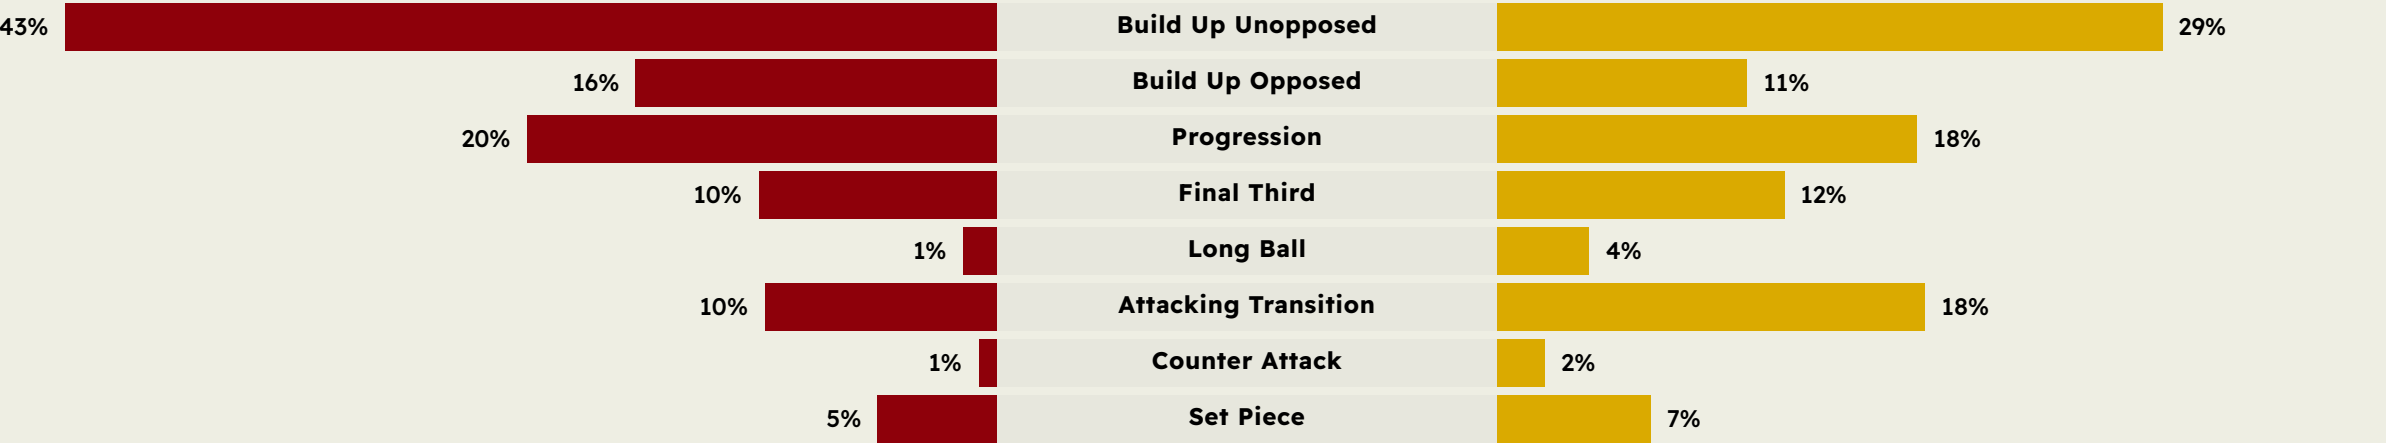 43% Build Up Unopposed 29%
16% Build Up Opposed 11%
20% Progression 18%
10% Final Third 12%
1% Long Ball 4%
10% Attacking Transition 18%
1% Counter Attack 2%
5% Set Piece 7%